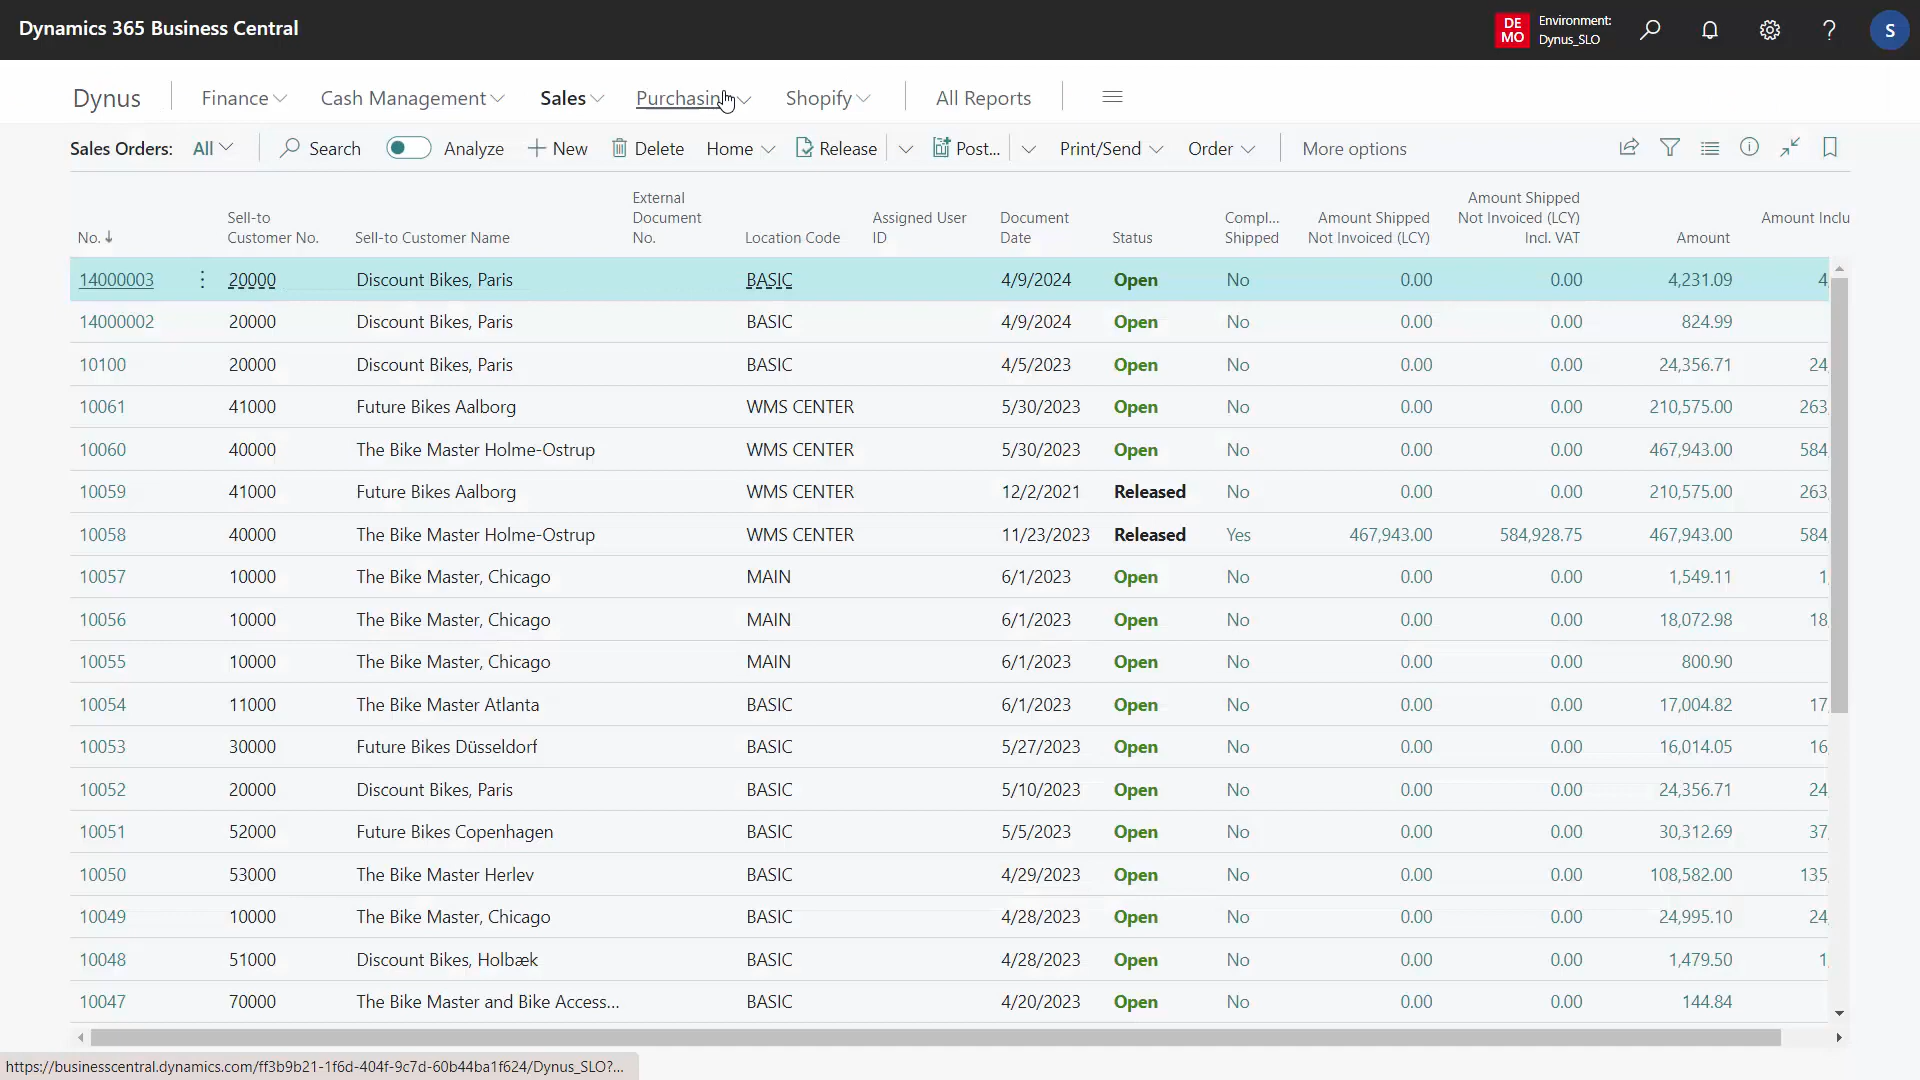 Dynamics 365 Business Central
DE
MO
Environment:
Dynus_SLO
?
S
Dynus
Finance
Cash Management
Sales
Purchasing
Shopify
All Reports
Sales Orders: All
Search
Analyze
New
Delete
Home
Release
Post...
Print/Send
Order
More options
No. ↓
Sell-to
Customer No.
Sell-to Customer Name
External
Document
No.
Location Code
Assigned User
ID
Document
Date
Status
Compl...
Shipped
Amount Shipped
Not Invoiced (LCY)
Amount Shipped
Not Invoiced (LCY)
Incl. VAT
Amount
Amount Inclu
14000003 20000 Discount Bikes, Paris BASIC 4/9/2024 Open No 0.00 0.00 4,231.09 4
14000002 20000 Discount Bikes, Paris BASIC 4/9/2024 Open No 0.00 0.00 824.99
10100 20000 Discount Bikes, Paris BASIC 4/5/2023 Open No 0.00 0.00 24,356.71 24
10061 41000 Future Bikes Aalborg WMS CENTER 5/30/2023 Open No 0.00 0.00 210,575.00 263
10060 40000 The Bike Master Holme-Ostrup WMS CENTER 5/30/2023 Open No 0.00 0.00 467,943.00 584
10059 41000 Future Bikes Aalborg WMS CENTER 12/2/2021 Released No 0.00 0.00 210,575.00 263
10058 40000 The Bike Master Holme-Ostrup WMS CENTER 11/23/2023 Released Yes 467,943.00 584,928.75 467,943.00 584
10057 10000 The Bike Master, Chicago MAIN 6/1/2023 Open No 0.00 0.00 1,549.11 1,
10056 10000 The Bike Master, Chicago MAIN 6/1/2023 Open No 0.00 0.00 18,072.98 18
10055 10000 The Bike Master, Chicago MAIN 6/1/2023 Open No 0.00 0.00 800.90
10054 11000 The Bike Master Atlanta BASIC 6/1/2023 Open No 0.00 0.00 17,004.82 17
10053 30000 Future Bikes Düsseldorf BASIC 5/27/2023 Open No 0.00 0.00 16,014.05 16
10052 20000 Discount Bikes, Paris BASIC 5/10/2023 Open No 0.00 0.00 24,356.71 24
10051 52000 Future Bikes Copenhagen BASIC 5/5/2023 Open No 0.00 0.00 30,312.69 37
10050 53000 The Bike Master Herlev BASIC 4/29/2023 Open No 0.00 0.00 108,582.00 135
10049 10000 The Bike Master, Chicago BASIC 4/28/2023 Open No 0.00 0.00 24,995.10 24
10048 51000 Discount Bikes, Holbæk BASIC 4/28/2023 Open No 0.00 0.00 1,479.50 1
10047 70000 The Bike Master and Bike Access... BASIC 4/20/2023 Open No 0.00 0.00 144.84
https://businesscentral.dynamics.com/ff3b9b21-1f6d-404f-9c7d-60b44ba1f624/Dynus_SLO?...